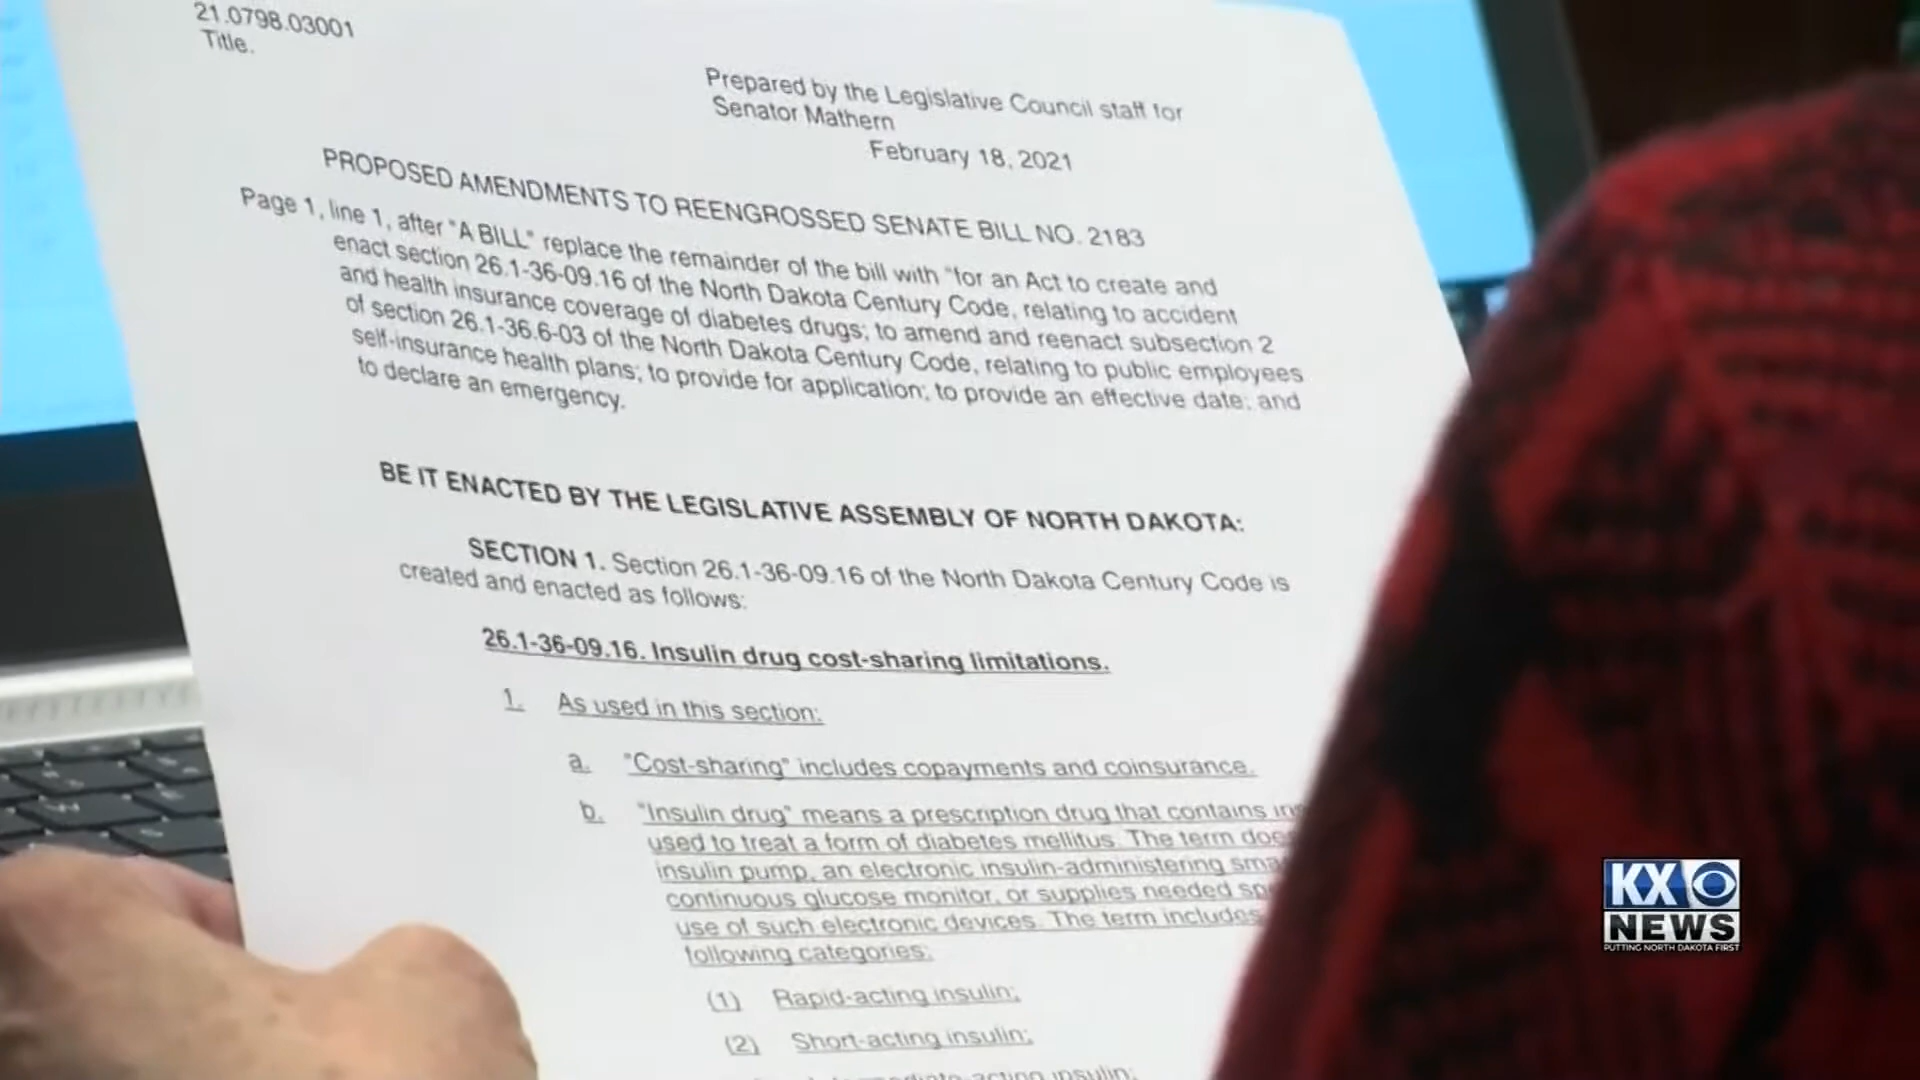 21.0798.03001
Title.
Prepared by the Legislative Council staff for
Senator Mathern
February 18, 2021
PROPOSED AMENDMENTS TO REENGROSSED SENATE BILL NO. 2183
Page 1, line 1, after "A BILL" replace the remainder of the bill with "for an Act to create and
enact section 26.1-36-09.16 of the North Dakota Century Code, relating to accident
and health insurance coverage of diabetes drugs; to amend and reenact subsection 2
of section 26.1-36.6-03 of the North Dakota Century Code, relating to public employees
self-insurance health plans; to provide for application; to provide an effective date; and
to declare an emergency.
BE IT ENACTED BY THE LEGISLATIVE ASSEMBLY OF NORTH DAKOTA:
SECTION 1. Section 26.1-36-09.16 of the North Dakota Century Code is
created and enacted as follows:
26.1-36-09.16. Insulin drug cost-sharing limitations.
1. As used in this section:
a. "Cost-sharing" includes copayments and coinsurance.
b. "Insulin drug" means a prescription drug that contains
used to treat a form of diabetes mellitus. The term
insulin pump, an electronic insulin-administering
continuous glucose monitor, or supplies needed
use of such electronic devices. The term includes
following categories:
(1) Rapid-acting insulin;
(2) Short-acting insulin;
insulin;
KX
NEWS
PUTTING NORTH DAKOTA FIRST